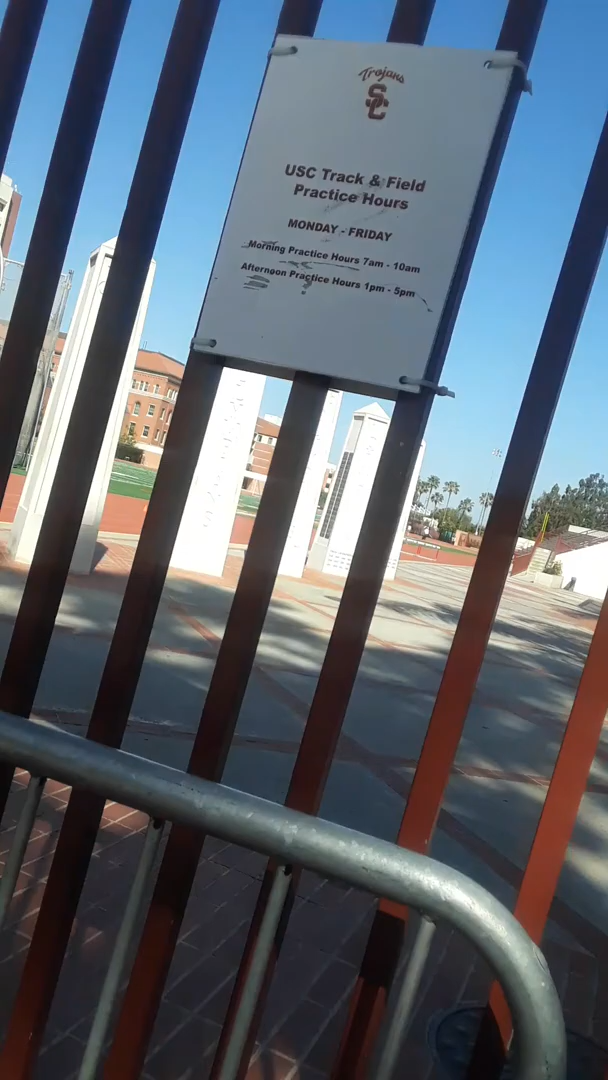 Trojans
SC
USC Track & Field
Practice Hours
MONDAY - FRIDAY
Morning Practice Hours 7am - 10am
Afternoon Practice Hours 1pm - 5pm